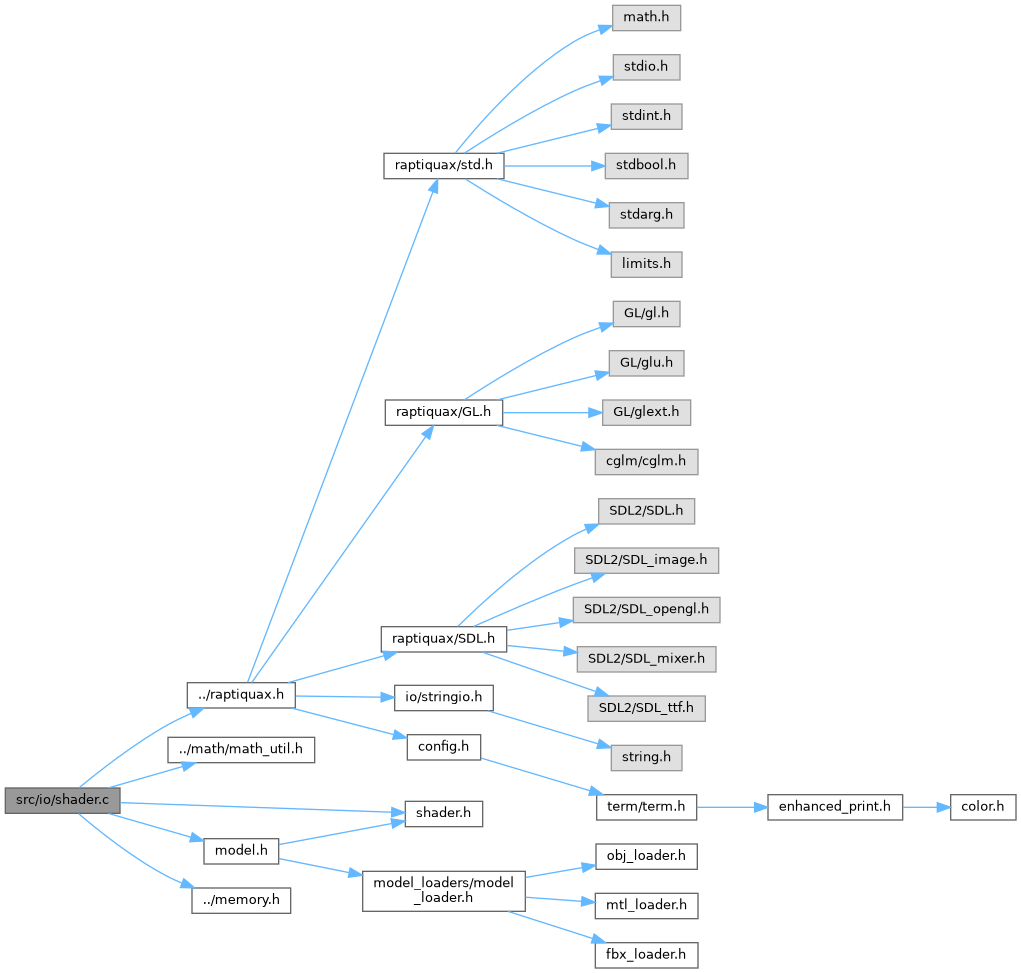 math.h
stdio.h
stdint.h
raptiquax/std.h
stdbool.h
stdarg.h
limits.h
GL/gl.h
GL/glu.h
raptiquax/GL.h
GL/glext.h
cglm/cglm.h
SDL2/SDL.h
SDL2/SDL_image.h
SDL2/SDL_opengl.h
raptiquax/SDL.h
SDL2/SDL_mixer.h
../raptiquax.h
io/stringio.h
SDL2/SDL_ttf.h
../math/math_util.h
config.h
string.h
src/io/shader.c
shader.h
term/term.h
enhanced_print.h
color.h
model.h
obj_loader.h
model_loaders/model
_loader.h
../memory.h
mtl_loader.h
fbx_loader.h